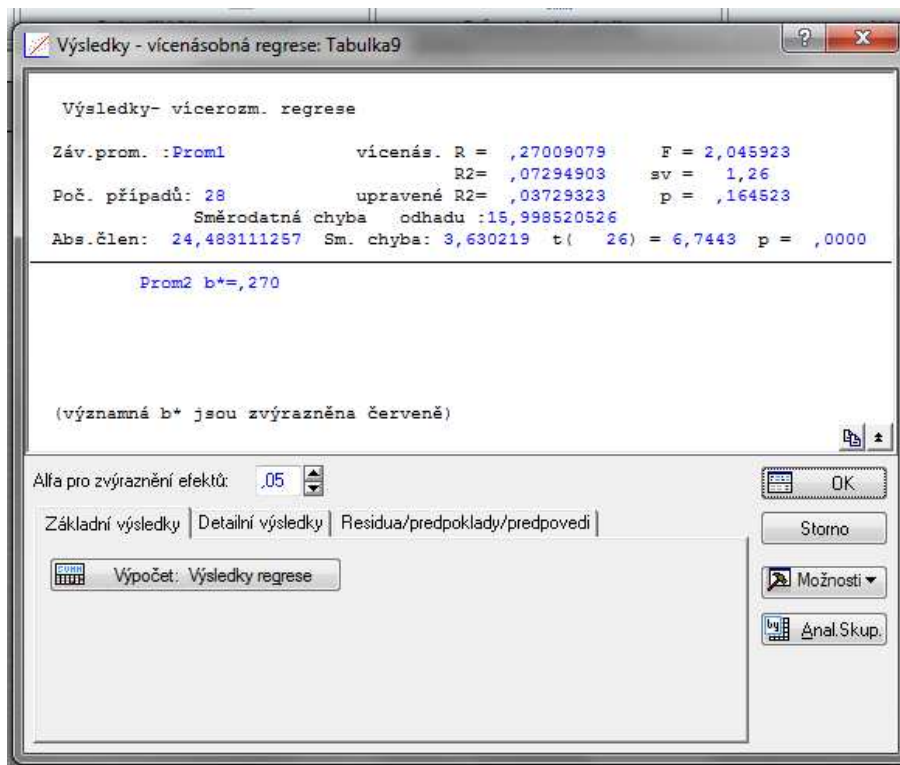 Výsledky - vícenásobná regrese: Tabulka9
Výsledky- vícerozm. regrese
Záv.prom. :Prom1 vícenás. R = ,27009079 F = 2,045923
R2= ,07294903 sv = 1,26
Poč. případů: 28 upravené R2= ,03729323 p = ,164523
Směrodatná chyba odhadu :15,998520526
Abs.člen: 24,483111257 Sm. chyba: 3,630219 t( 26) = 6,7443 p = ,0000
Prom2 b*=,270
(významná b* jsou zvýrazněna červeně)
Alfa pro zvýraznění efektů: ,05
OK
Základní výsledky Detailní výsledky Residua/predpoklady/predpovedi
Storno
Výpočet: Výsledky regrese
Možnosti
Anal.Skup.